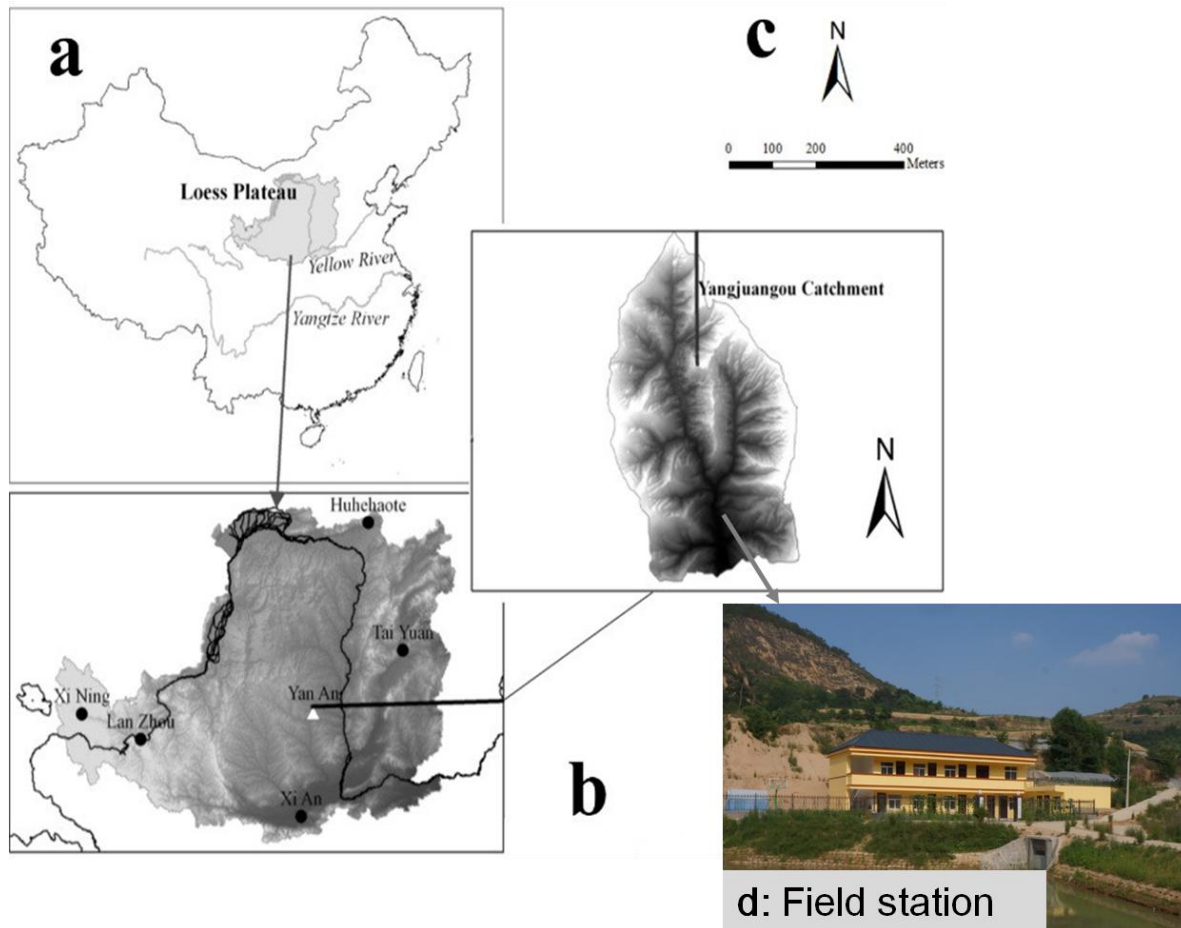 a
Loess Plateau
Yellow River
Yangtze River
c
N
0 100 200 400
Meters
Yangjuangou Catchment
N
Huhehaote
Tai Yuan
Xi Ning
Yan An
Lan Zhou
Xi An
b
d: Field station